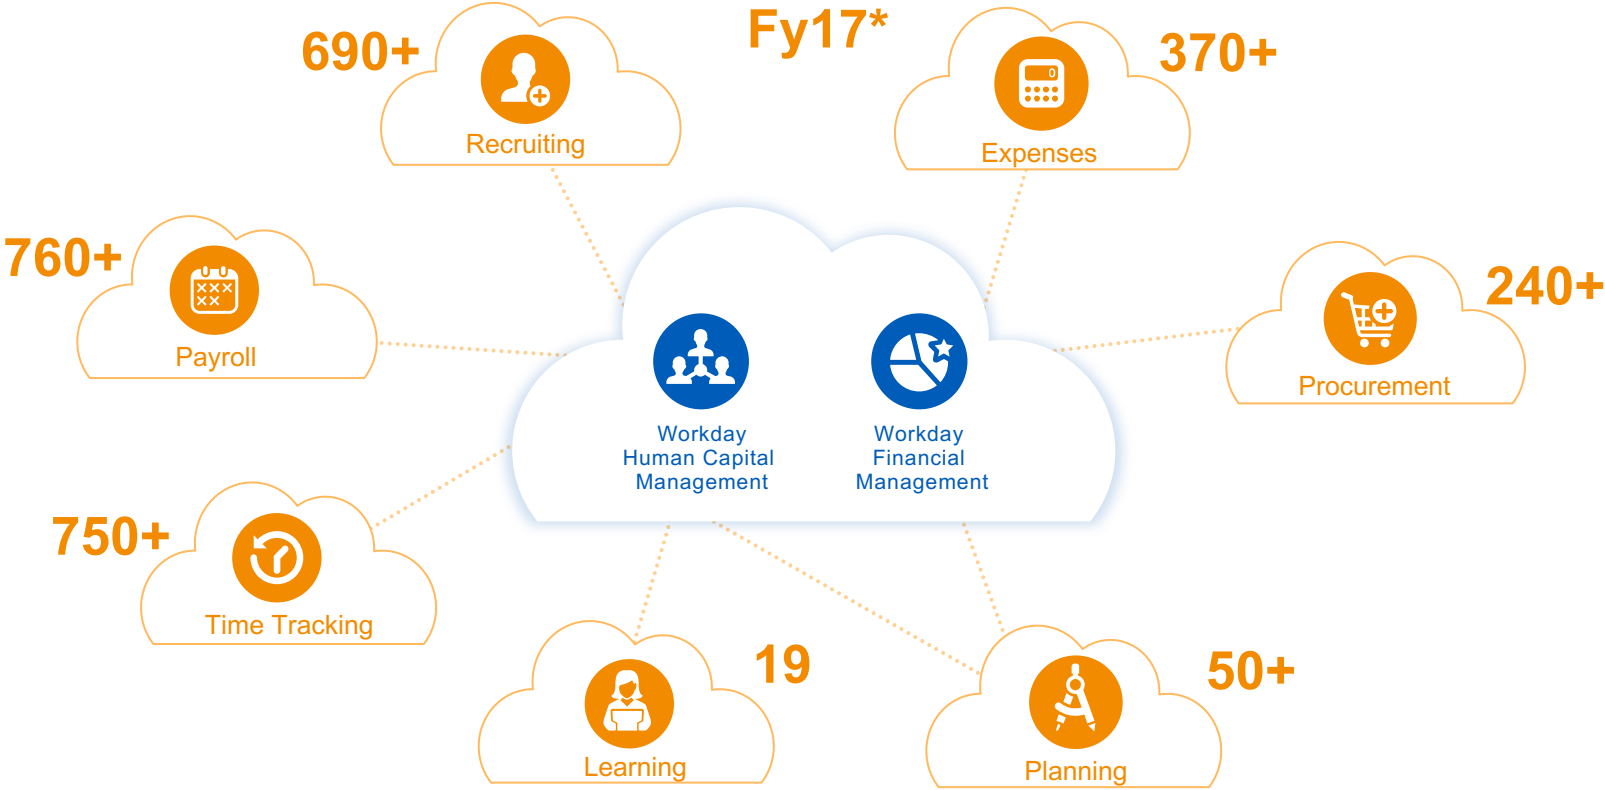 Fy17*
690+
Recruiting
370+
Expenses
760+
Payroll
240+
Procurement
Workday
Human Capital
Management
Workday
Financial
Management
750+
Time Tracking
19
Learning
50+
Planning
0